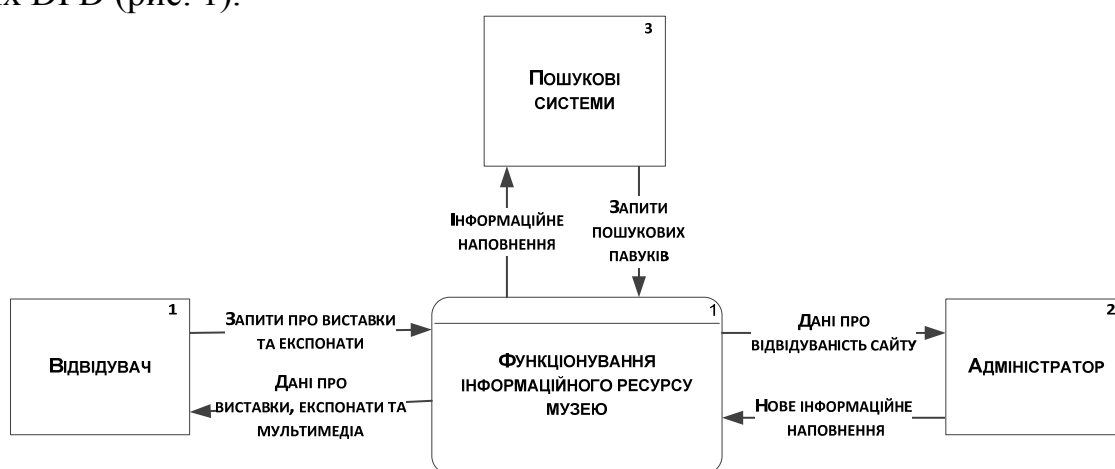 их DFD (рис. 1).
3
Пошукові
системи
Інформаційне
наповнення
Запити
пошукових
павуків
1
Відвідувач
Запити про виставки
та експонати
Дані про
виставки, експонати та
мультимедіа
1
Функціонування
інформаційного ресурсу
музею
Дані про
відвідуваність сайту
Нове інформаційне
наповнення
2
Адміністратор